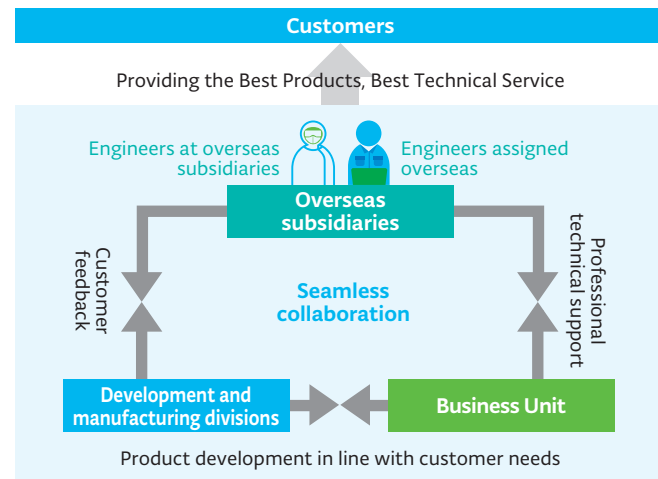 Customers
Providing the Best Products, Best Technical Service
Engineers at overseas
subsidiaries
Engineers assigned
overseas
Overseas
subsidiaries
Customer
feedback
Professional
technical support
Seamless
collaboration
Development and
manufacturing divisions
Business Unit
Product development in line with customer needs